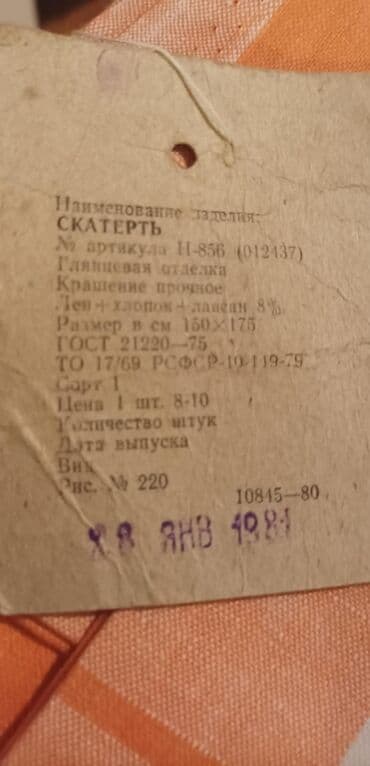 Наименование изделия:
СКАТЕРТЬ
№ артикула Н-856 (012437)
Глянцевая отделка
Крашение прочное
Лен+хлопок+лавсан 8%
Размер в см 150×175
ГОСТ 21220—75
ТО 17/69 РСФСР-10-119-79
Сорт 1
Цена 1 шт. 8-10
Количество штук
Дата выпуска
Вик
Рис. № 220
10845—80
8 ЯНВ 1981